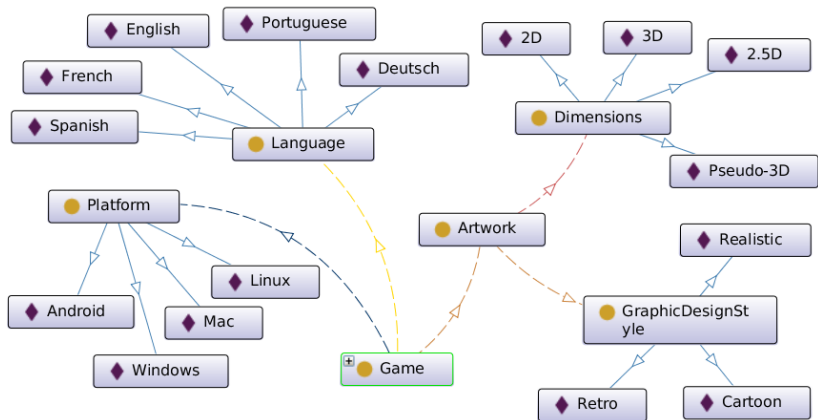 Portuguese
English
2D
3D
2.5D
Deutsch
French
Spanish
Language
Dimensions
Pseudo-3D
Platform
Artwork
Realistic
Linux
Android
Mac
GraphicDesignSt
yle
Windows
Game
Retro
Cartoon